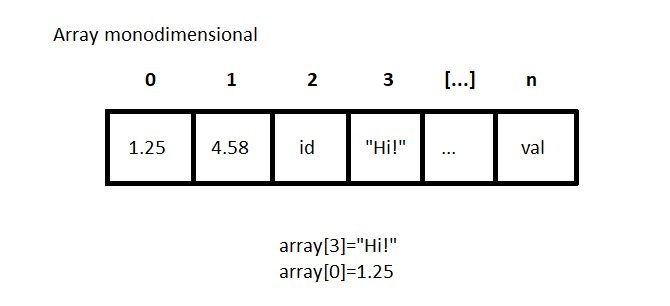 Array monodimensional
0 1 2 3 [...] n
1.25 4.58 id "Hi!" ... val
array[3]="Hi!"
array[0]=1.25